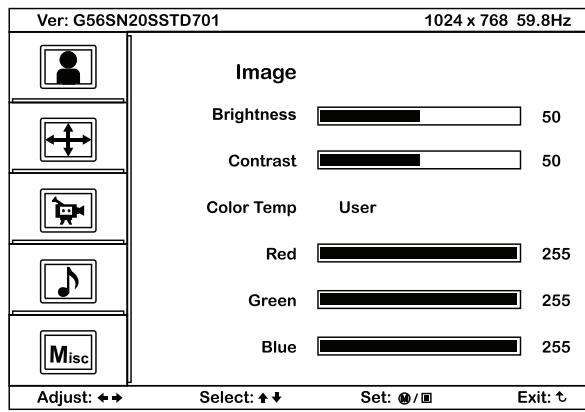 Ver: G56SN20SSTD701 1024 x 768 59.8Hz
Image
Brightness 50
Contrast 50
Color Temp User
Red 255
Green 255
Blue 255
Misc
Adjust: ←→ Select: ↑↓ Set: Ⓜ/▣ Exit: ↺